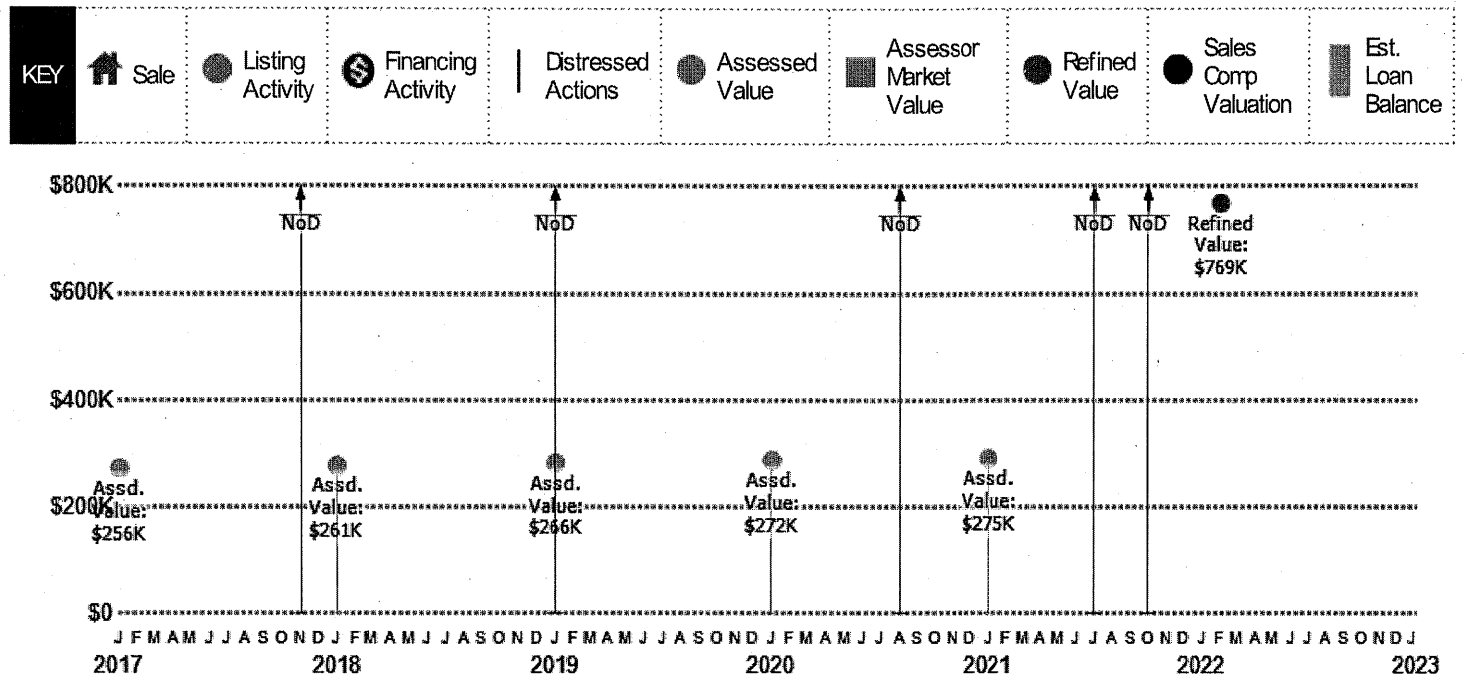 KEY
Sale
Listing
Activity
$ Financing
Activity
Distressed
Actions
Assessed
Value
Assessor
Market
Value
Refined
Value
Sales
Comp
Valuation
Est.
Loan
Balance
$800K
NoD NoD NoD NoD NoD Refined
Value:
$769K
$600K
$400K
Assd.
Value:
$256K
Assd.
Value:
$261K
Assd.
Value:
$266K
Assd.
Value:
$272K
Assd.
Value:
$275K
$200K
$0
J F M A M J J A S O N D J F M A M J J A S O N D J F M A M J J A S O N D J F M A M J J A S O N D J F M A M J J A S O N D J F M A M J J A S O N D J
2017 2018 2019 2020 2021 2022 2023